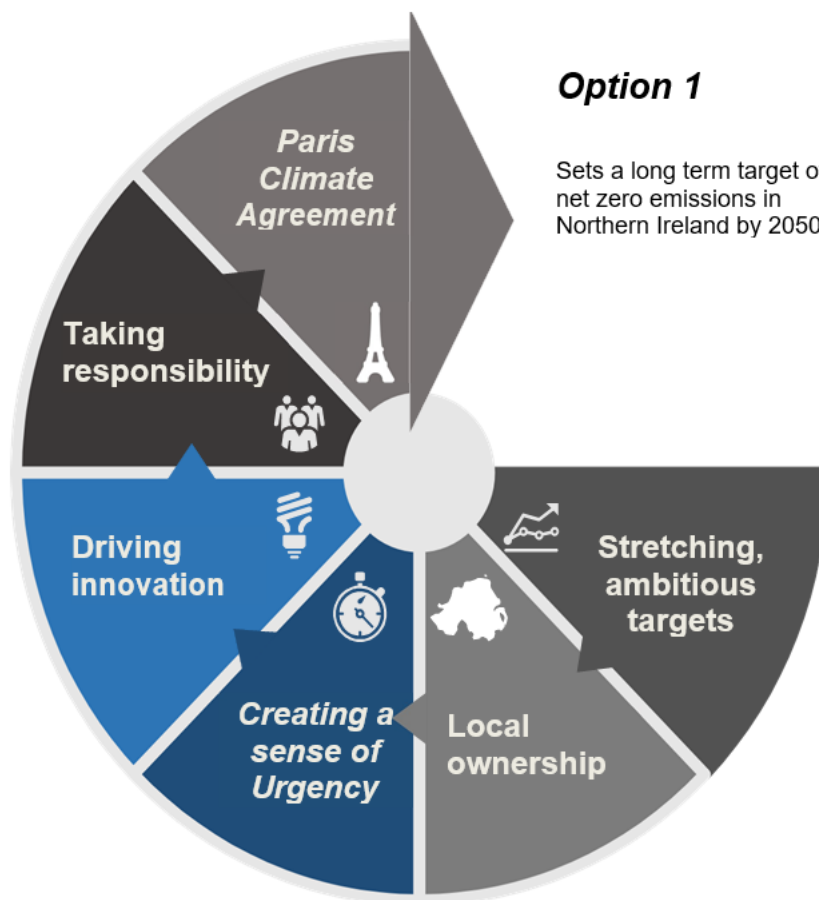 Option 1
Sets a long term target o
net zero emissions in
Northern Ireland by 2050
Paris
Climate
Agreement
Taking
responsibility
Driving
innovation
Creating a
sense of
Urgency
Local
ownership
Stretching,
ambitious
targets